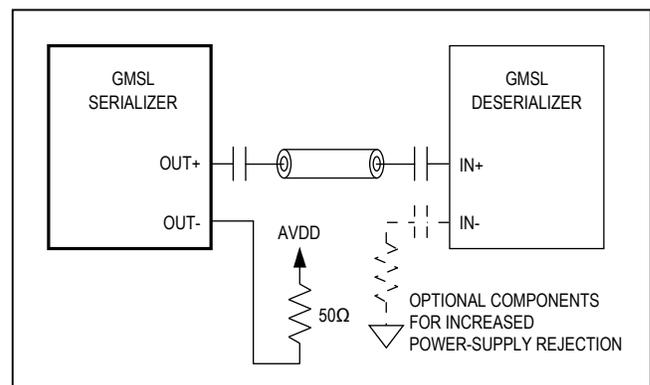 GMSL
SERIALIZER
GMSL
DESERIALIZER
OUT+
IN+
OUT-
IN-
AVDD
50Ω
OPTIONAL COMPONENTS
FOR INCREASED
POWER-SUPPLY REJECTION